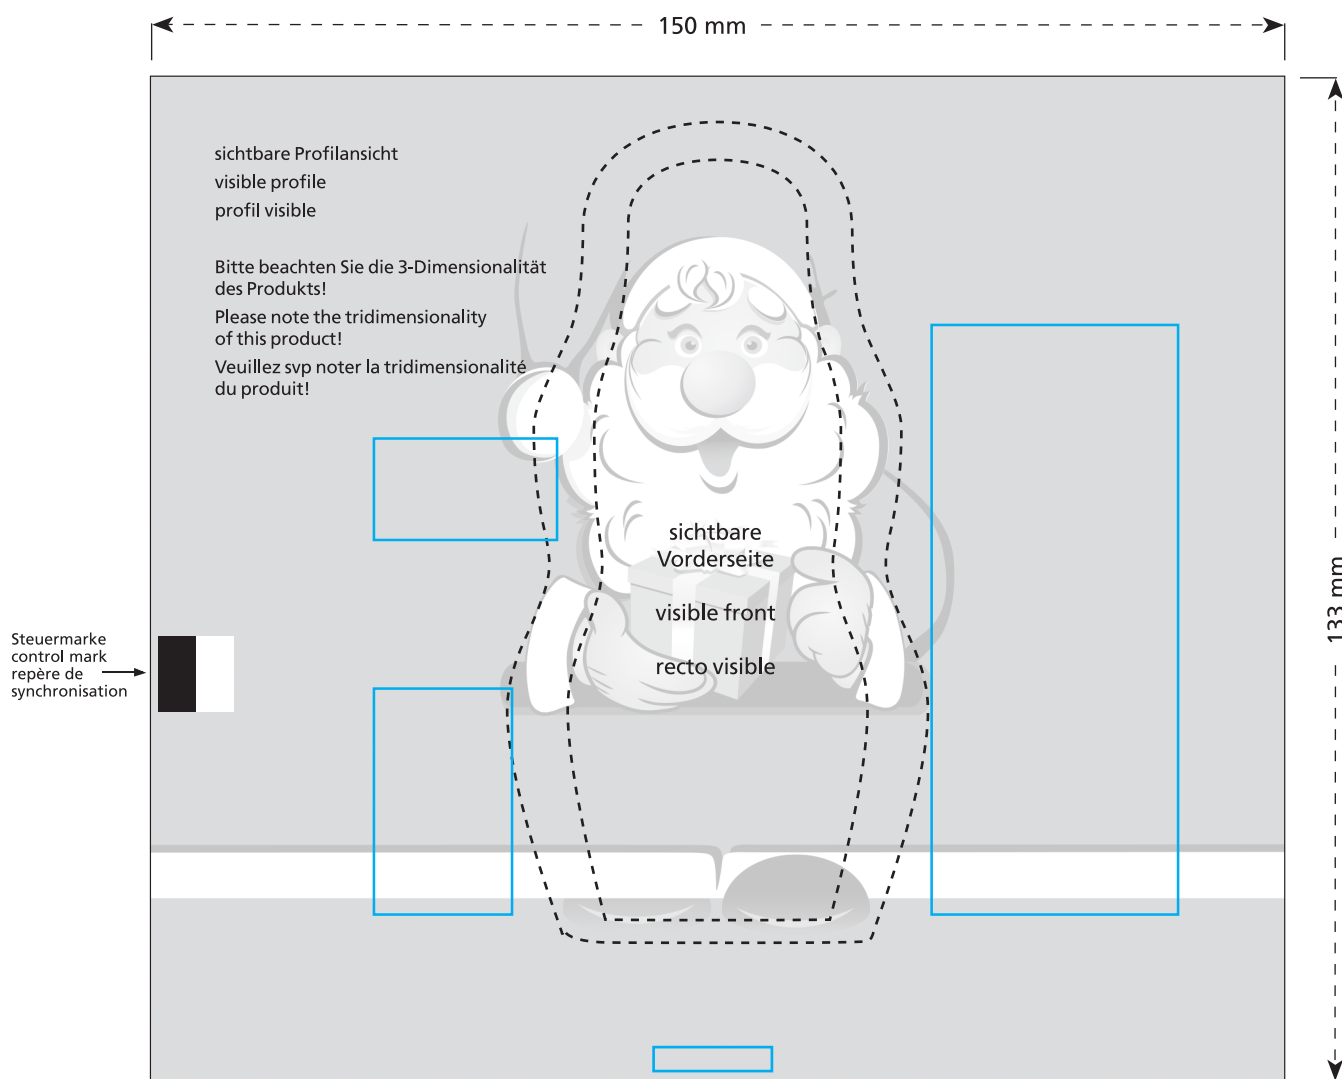 150 mm
sichtbare Profilansicht
visible profile
profil visible
Bitte beachten Sie die 3-Dimensionalität
des Produkts!
Please note the tridimensionality
of this product!
Veuillez svp noter la tridimensionalité
du produit!
sichtbare
Vorderseite
visible front
recto visible
133 mm
Steuermarke
control mark
repère de
synchronisation